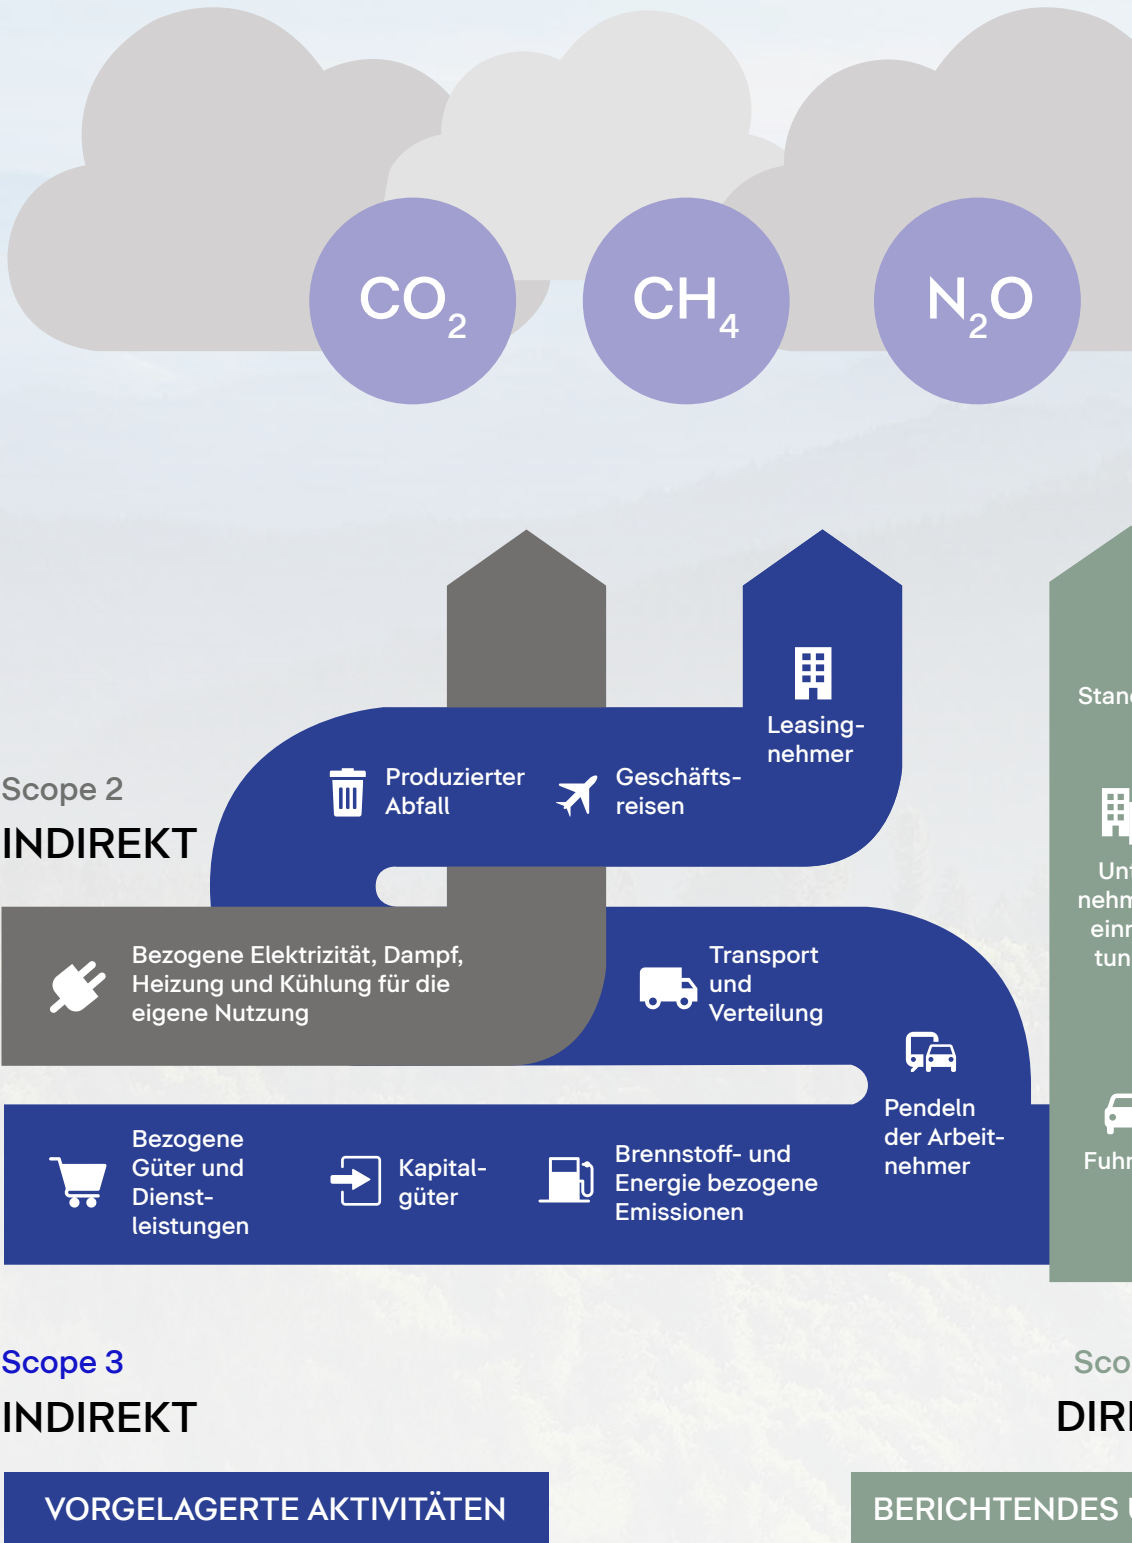 CO2
CH4
N2O
Leasing-
nehmer
Produzierter
Abfall
Geschäfts-
reisen
Scope 2
INDIREKT
Bezogene Elektrizität, Dampf,
Heizung und Kühlung für die
eigene Nutzung
Transport
und
Verteilung
Pendeln
der Arbeit-
nehmer
Bezogene
Güter und
Dienst-
leistungen
Kapital-
güter
Brennstoff- und
Energie bezogene
Emissionen
Scope 3
INDIREKT
VORGELAGERTE AKTIVITÄTEN
BERICHTENDES